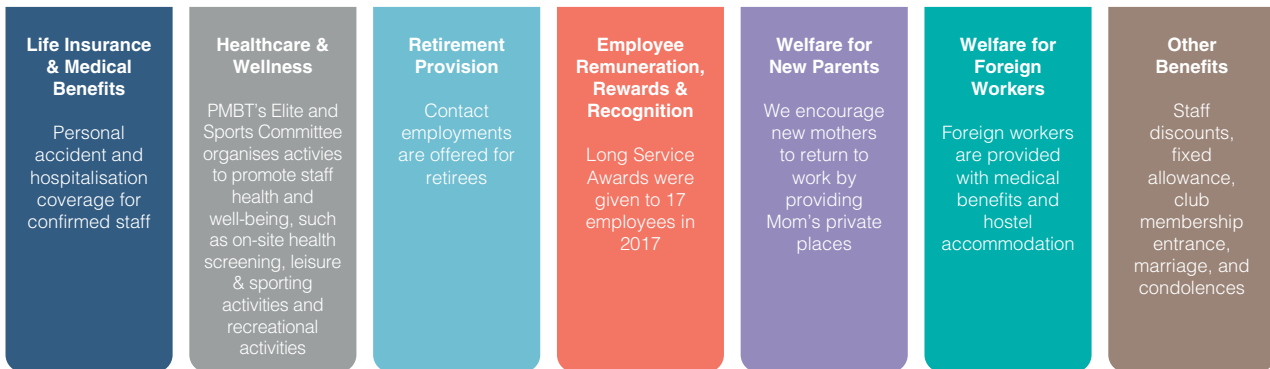 Life Insurance
& Medical
Benefits
Personal
accident and
hospitalisation
coverage for
confirmed staff
Healthcare &
Wellness
PMBT's Elite and
Sports Committee
organises activies
to promote staff
health and
well-being, such
as on-site health
screening, leisure
& sporting
activities and
recreational
activities
Retirement
Provision
Contact
employments
are offered for
retirees
Employee
Remuneration,
Rewards &
Recognition
Long Service
Awards were
given to 17
employees in
2017
Welfare for
New Parents
We encourage
new mothers
to return to
work by
providing
Mom's private
places
Welfare for
Foreign
Workers
Foreign workers
are provided
with medical
benefits and
hostel
accommodation
Other
Benefits
Staff
discounts,
fixed
allowance,
club
membership
entrance,
marriage, and
condolences